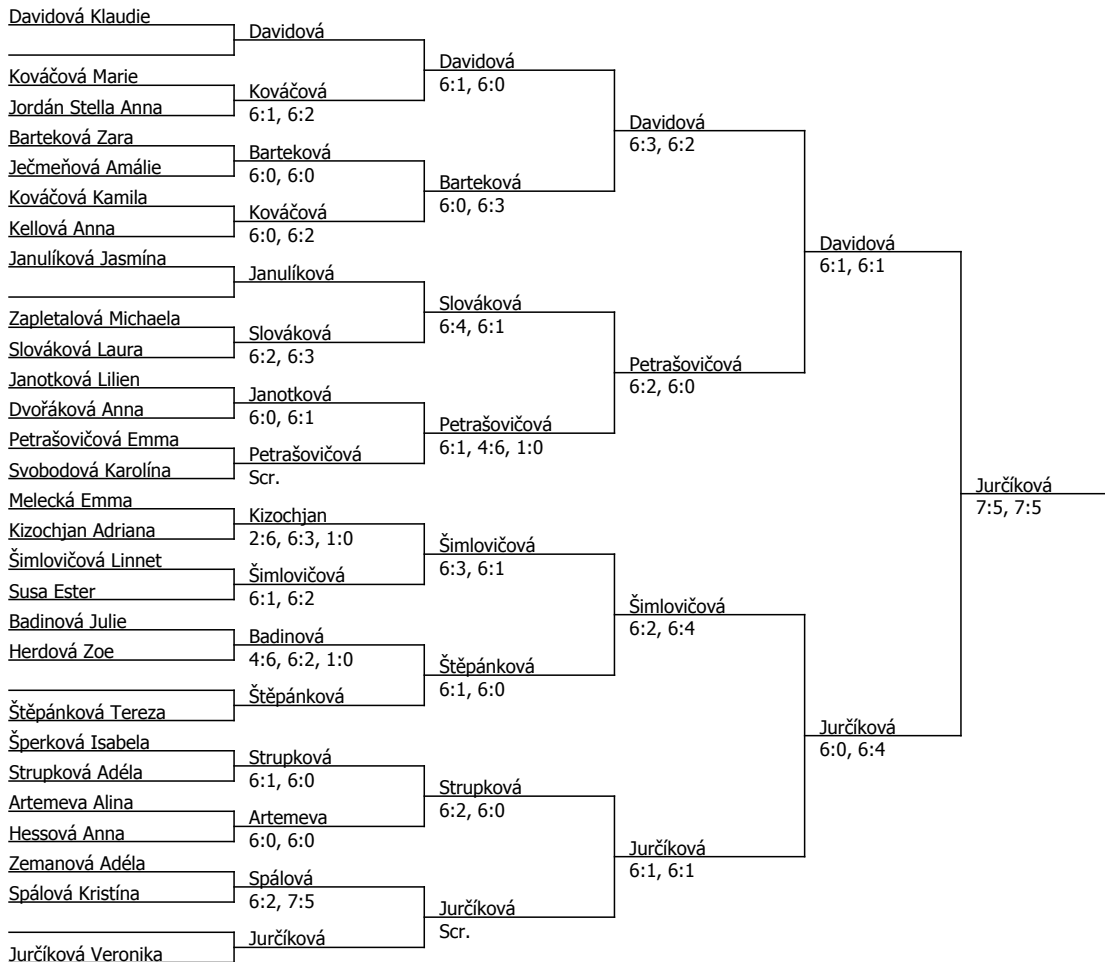 Davidová Klaudie
Kováčová Marie
Jordán Stella Anna
Barteková Zara
Ječmeňová Amálie
Kováčová Kamila
Kellová Anna
Janulíková Jasmína
Zapletalová Michaela
Slováková Laura
Janotková Lilien
Dvořáková Anna
Petrašovičová Emma
Svobodová Karolína
Melecká Emma
Kizochjan Adriana
Šimlovičová Linnet
Susa Ester
Badinová Julie
Herdová Zoe
Štěpánková Tereza
Šperková Isabela
Strupková Adéla
Artemeva Alina
Hessová Anna
Zemanová Adéla
Spálová Kristína
Jurčíková Veronika
Davidová
Kováčová
6:1, 6:2
Barteková
6:0, 6:0
Kováčová
6:0, 6:2
Janulíková
Slováková
6:2, 6:3
Janotková
6:0, 6:1
Petrašovičová
Scr.
Kizochjan
2:6, 6:3, 1:0
Šimlovičová
6:1, 6:2
Badinová
4:6, 6:2, 1:0
Štěpánková
Strupková
6:1, 6:0
Artemeva
6:0, 6:0
Spálová
6:2, 7:5
Jurčíková
Davidová
6:1, 6:0
Barteková
6:0, 6:3
Slováková
6:4, 6:1
Petrašovičová
6:1, 4:6, 1:0
Šimlovičová
6:3, 6:1
Štěpánková
6:1, 6:0
Strupková
6:2, 6:0
Jurčíková
Scr.
Davidová
6:3, 6:2
Petrašovičová
6:2, 6:0
Šimlovičová
6:2, 6:4
Jurčíková
6:1, 6:1
Davidová
6:1, 6:1
Jurčíková
6:0, 6:4
Jurčíková
7:5, 7:5